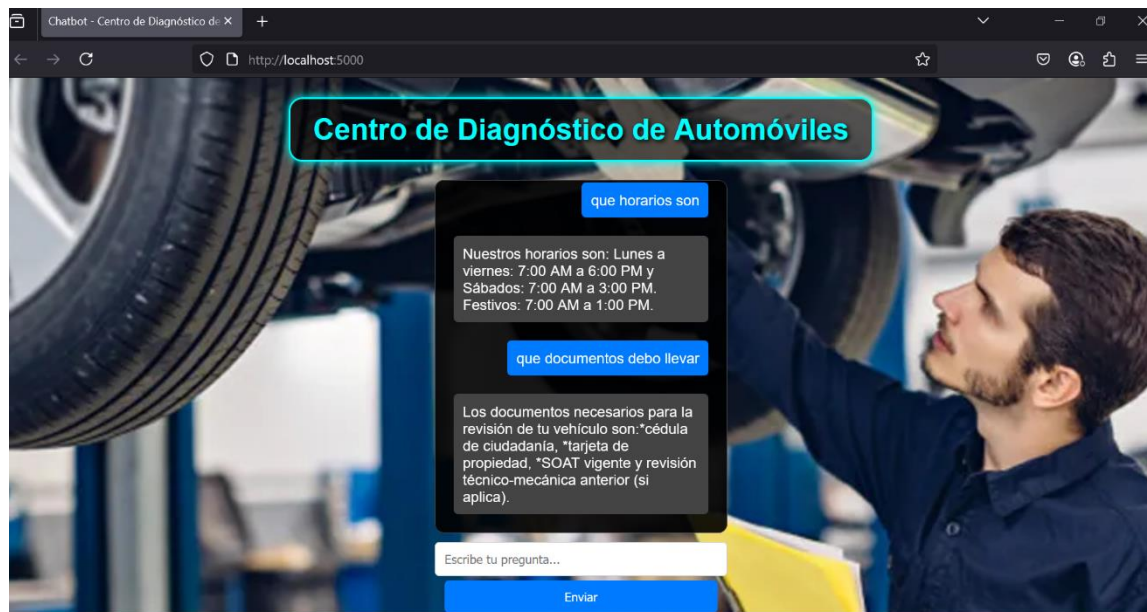 Chatbot - Centro de Diagnóstico de
http://localhost:5000
Centro de Diagnóstico de Automóviles
que horarios son
Nuestros horarios son: Lunes a
viernes: 7:00 AM a 6:00 PM y
Sábados: 7:00 AM a 3:00 PM.
Festivos: 7:00 AM a 1:00 PM.
que documentos debo llevar
Los documentos necesarios para la
revisión de tu vehículo son:*cédula
de ciudadanía, *tarjeta de
propiedad, *SOAT vigente y revisión
técnico-mecánica anterior (si
aplica).
Escribe tu pregunta...
Enviar